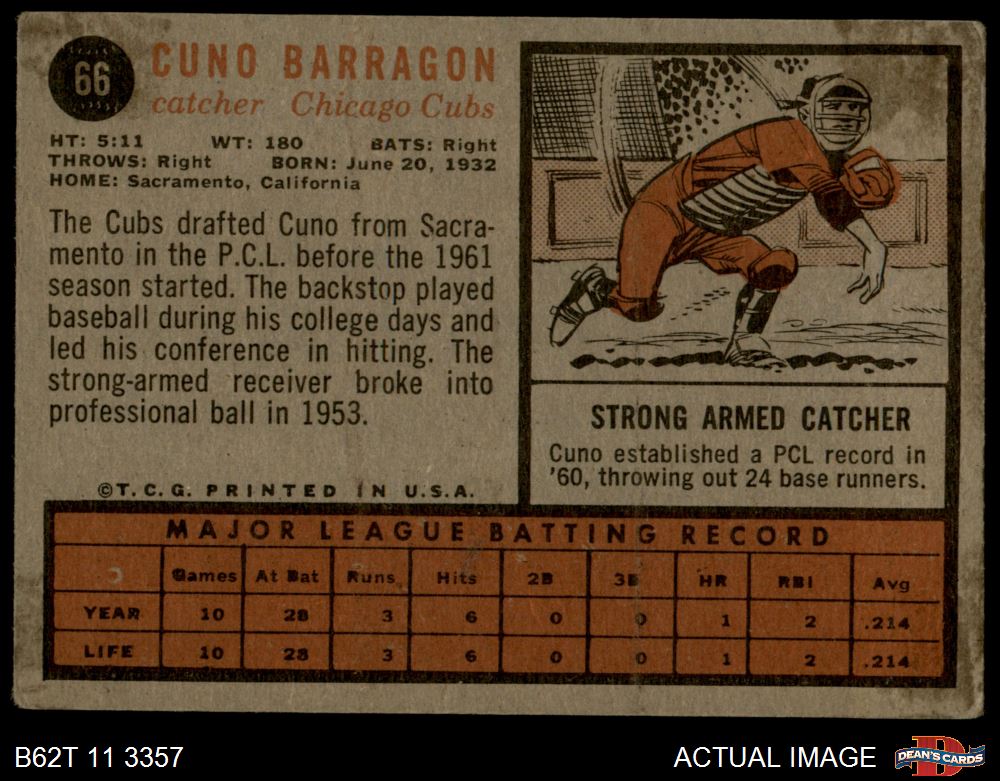 66
CUNO BARRAGON
catcher Chicago Cubs
HT: 5:11 WT: 180 BATS: Right
THROWS: Right BORN: June 20, 1932
HOME: Sacramento, California
The Cubs drafted Cuno from Sacra-
mento in the P.C.L. before the 1961
season started. The backstop played
baseball during his college days and
led his conference in hitting. The
strong-armed receiver broke into
professional ball in 1953.
©T.C.G. PRINTED IN U.S.A.
STRONG ARMED CATCHER
Cuno established a PCL record in
'60, throwing out 24 base runners.
MAJOR LEAGUE BATTING RECORD
Games At Bat Runs Hits 2B 3B HR RBI Avg
YEAR 10 28 3 6 0 0 1 2 .214
LIFE 10 28 3 6 0 0 1 2 .214
B62T 11 3357
ACTUAL IMAGE
D
DEAN'S CARDS